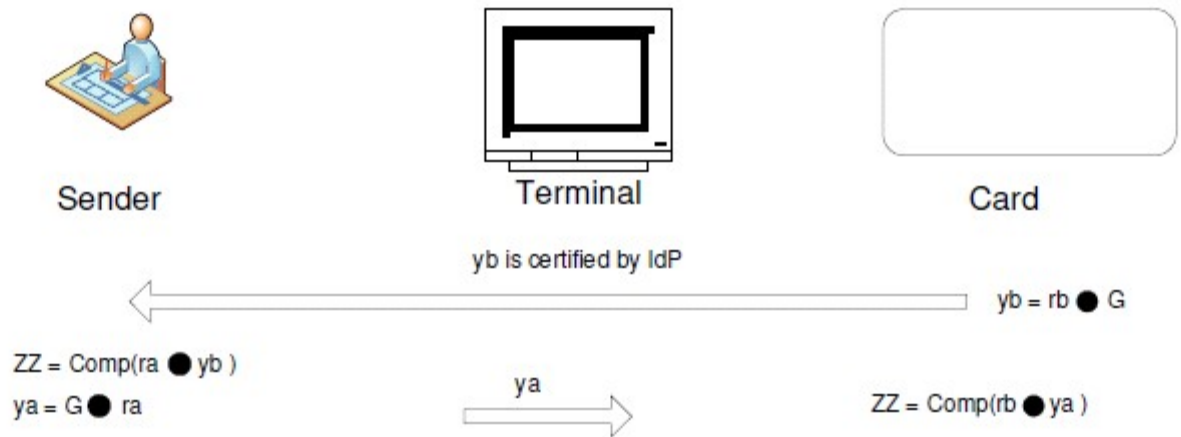 Sender
Terminal
Card
yb is certified by IdP
yb = rb ● G
ZZ = Comp(ra ● yb )
ya = G ● ra
ya
ZZ = Comp(rb ● ya )